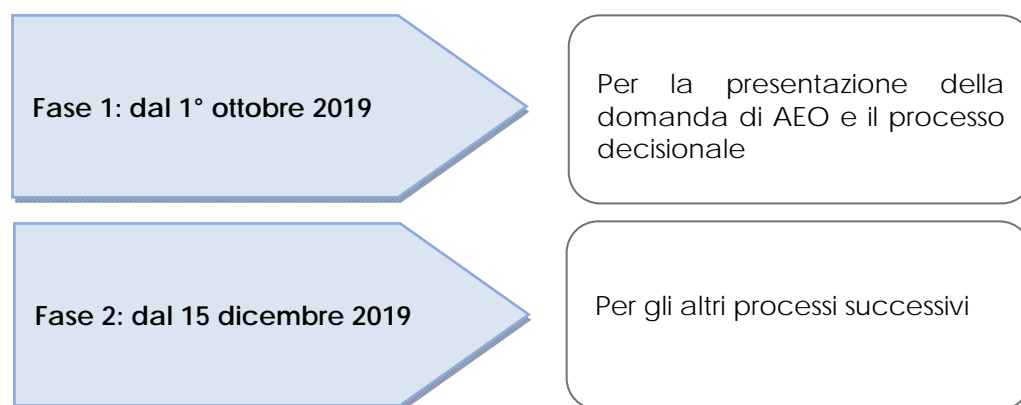 Fase 1: dal 1° ottobre 2019
Per la presentazione della
domanda di AEO e il processo
decisionale
Fase 2: dal 15 dicembre 2019
Per gli altri processi successivi